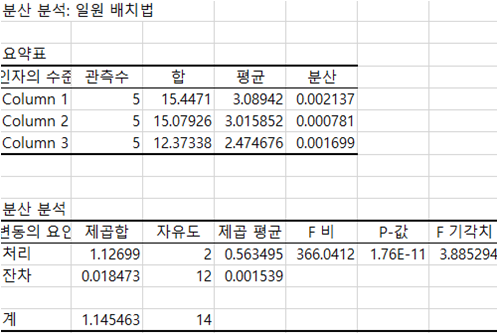 분산 분석: 일원 배치법
요약표
인자의 수준 관측수 합 평균 분산
Column 1 5 15.4471 3.08942 0.002137
Column 2 5 15.07926 3.015852 0.000781
Column 3 5 12.37338 2.474676 0.001699
분산 분석
변동의 요인 제곱합 자유도 제곱 평균 F 비 P-값 F 기각치
처리 1.12699 2 0.563495 366.0412 1.76E-11 3.885294
잔차 0.018473 12 0.001539
계 1.145463 14